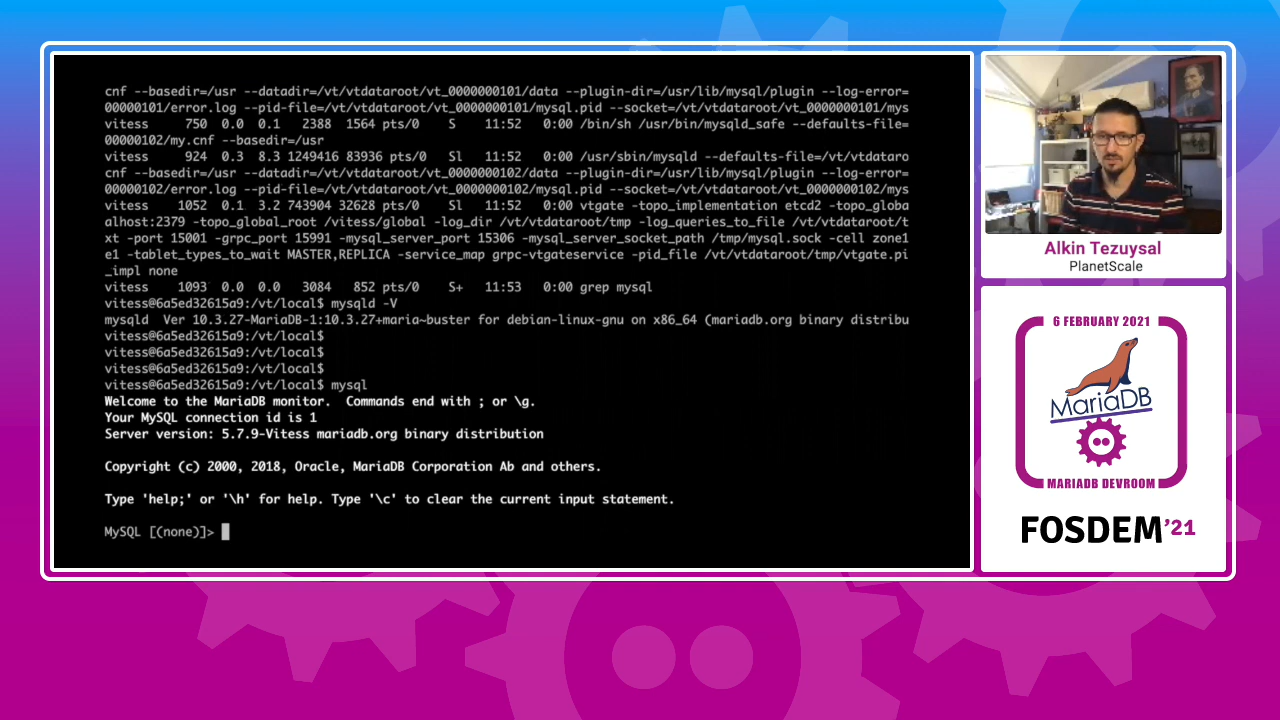 cnf --basedir=/usr --datadir=/vt/vtdataroot/vt_0000000101/data --plugin-dir=/usr/lib/mysql/plugin --log-error=
00000101/error.log --pid-file=/vt/vtdataroot/vt_0000000101/mysql.pid --socket=/vt/vtdataroot/vt_0000000101/mys
vitess     750  0.0  0.1   2388  1564 pts/0    S    11:52   0:00 /bin/sh /usr/bin/mysqld_safe --defaults-file=
00000102/my.cnf --basedir=/usr
vitess     924  0.3  8.3 1249416 83936 pts/0   Sl   11:52   0:00 /usr/sbin/mysqld --defaults-file=/vt/vtdataro
cnf --basedir=/usr --datadir=/vt/vtdataroot/vt_0000000102/data --plugin-dir=/usr/lib/mysql/plugin --log-error=
00000102/error.log --pid-file=/vt/vtdataroot/vt_0000000102/mysql.pid --socket=/vt/vtdataroot/vt_0000000102/mys
vitess    1052  0.1  3.2 743904 32628 pts/0    Sl   11:52   0:00 vtgate -topo_implementation etcd2 -topo_globa
alhost:2379 -topo_global_root /vitess/global -log_dir /vt/vtdataroot/tmp -log_queries_to_file /vt/vtdataroot/t
xt -port 15001 -grpc_port 15991 -mysql_server_port 15306 -mysql_server_socket_path /tmp/mysql.sock -cell zone1
e1 -tablet_types_to_wait MASTER,REPLICA -service_map grpc-vtgateservice -pid_file /vt/vtdataroot/tmp/vtgate.pi
_impl none
vitess    1093  0.0  0.0   3084   852 pts/0    S+   11:53   0:00 grep mysql
vitess@6a5ed32615a9:/vt/local$ mysqld -V
mysqld  Ver 10.3.27-MariaDB-1:10.3.27+maria~buster for debian-linux-gnu on x86_64 (mariadb.org binary distribu
vitess@6a5ed32615a9:/vt/local$
vitess@6a5ed32615a9:/vt/local$
vitess@6a5ed32615a9:/vt/local$
vitess@6a5ed32615a9:/vt/local$ mysql
Welcome to the MariaDB monitor.  Commands end with ; or \g.
Your MySQL connection id is 1
Server version: 5.7.9-Vitess mariadb.org binary distribution
Copyright (c) 2000, 2018, Oracle, MariaDB Corporation Ab and others.
Type 'help;' or '\h' for help. Type '\c' to clear the current input statement.
MySQL [(none)]>
Alkin Tezuysal
PlanetScale
6 FEBRUARY 2021
MariaDB
MARIADB DEVROOM
FOSDEM'21